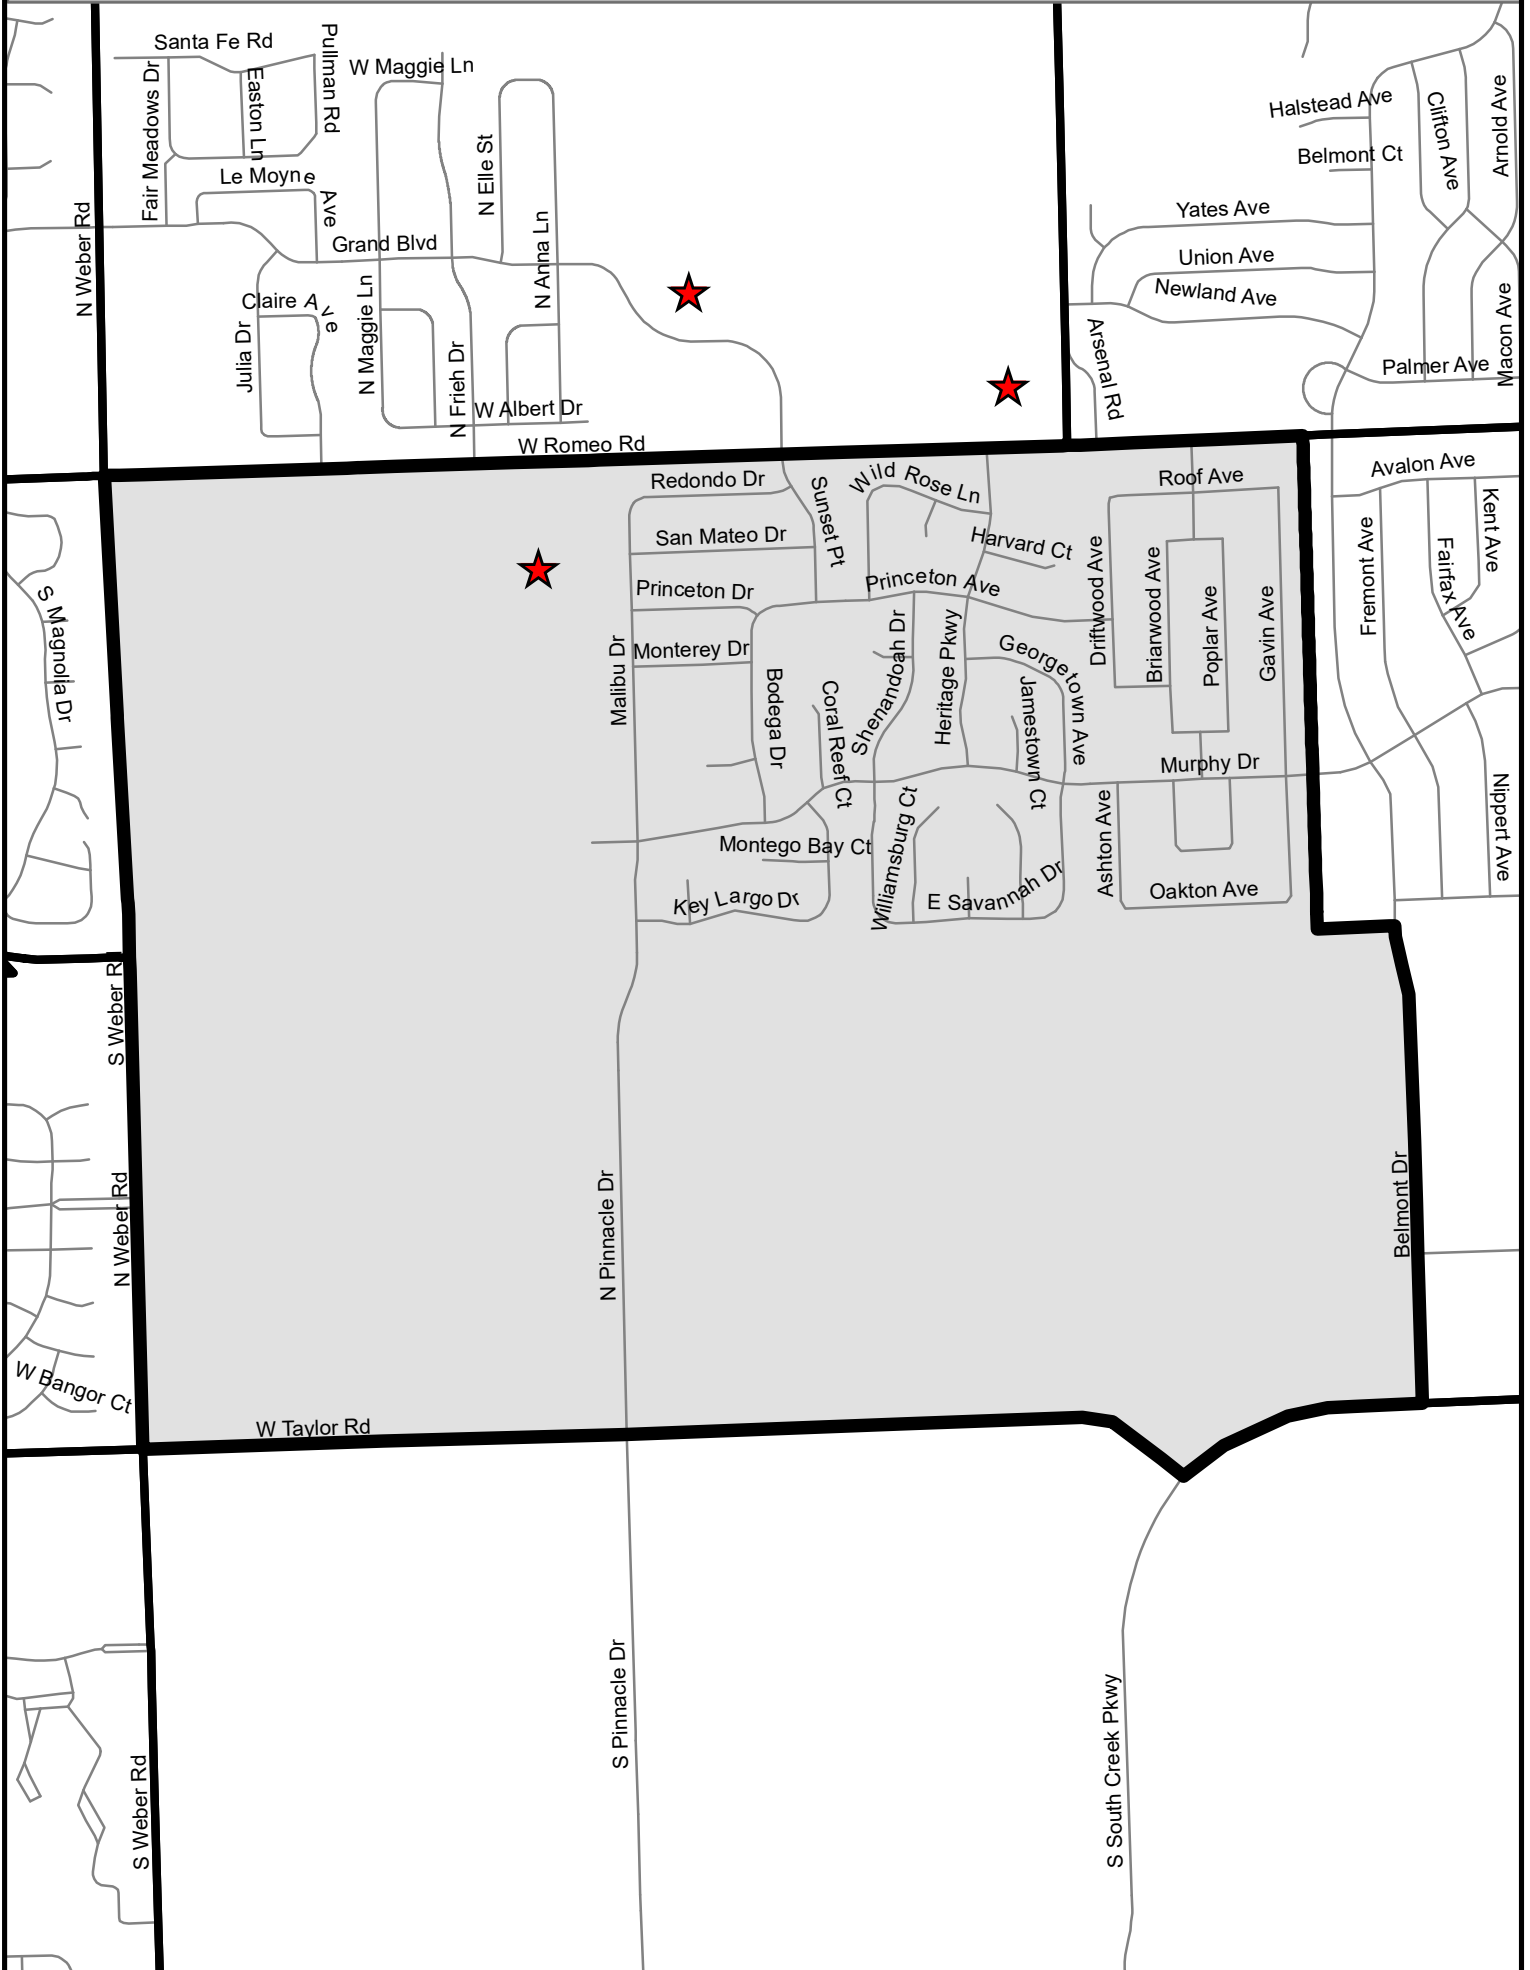 Santa Fe Rd
Pullman Rd
W Maggie Ln
Fair Meadows Dr
Easton Ln
N Elle St
Le Moyne Ave
N Weber Rd
Grand Blvd
N Anna Ln
Claire Ave
Julia Dr
N Maggie Ln
N Frieh Dr
W Albert Dr
W Romeo Rd
Halstead Ave
Clifton Ave
Arnold Ave
Belmont Ct
Yates Ave
Union Ave
Newland Ave
Arsenal Rd
Palmer Ave
Macon Ave
Redondo Dr
Sunset Pt
Wild Rose Ln
Roof Ave
Avalon Ave
Kent Ave
San Mateo Dr
Harvard Ct
Princeton Dr
Princeton Ave
Driftwood Ave
Briarwood Ave
Poplar Ave
Gavin Ave
Fremont Ave
Fairfax Ave
S Magnolia Dr
Malibu Dr
Monterey Dr
Bodega Dr
Coral Reef Ct
Shenandoah Dr
Heritage Pkwy
Georgetown Ave
Jamestown Ct
Murphy Dr
Nippert Ave
Montego Bay Ct
Williamsburg Ct
Ashton Ave
Key Largo Dr
E Savannah Dr
Oakton Ave
S Weber R
N Weber Rd
N Pinnacle Dr
Belmont Dr
W Bangor Ct
W Taylor Rd
S Pinnacle Dr
S South Creek Pkwy
S Weber Rd